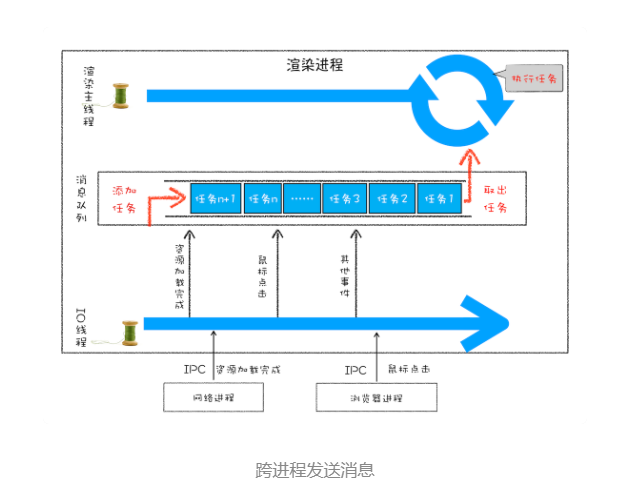 渲染进程
渲染主线程
执行任务
消息队列
添加
任务
任务n+1
任务n
……
任务3
任务2
任务1
取出
任务
资源加载完成
鼠标点击
其他事件
IO线程
IPC
资源加载完成
IPC
鼠标点击
网络进程
浏览器进程
跨进程发送消息